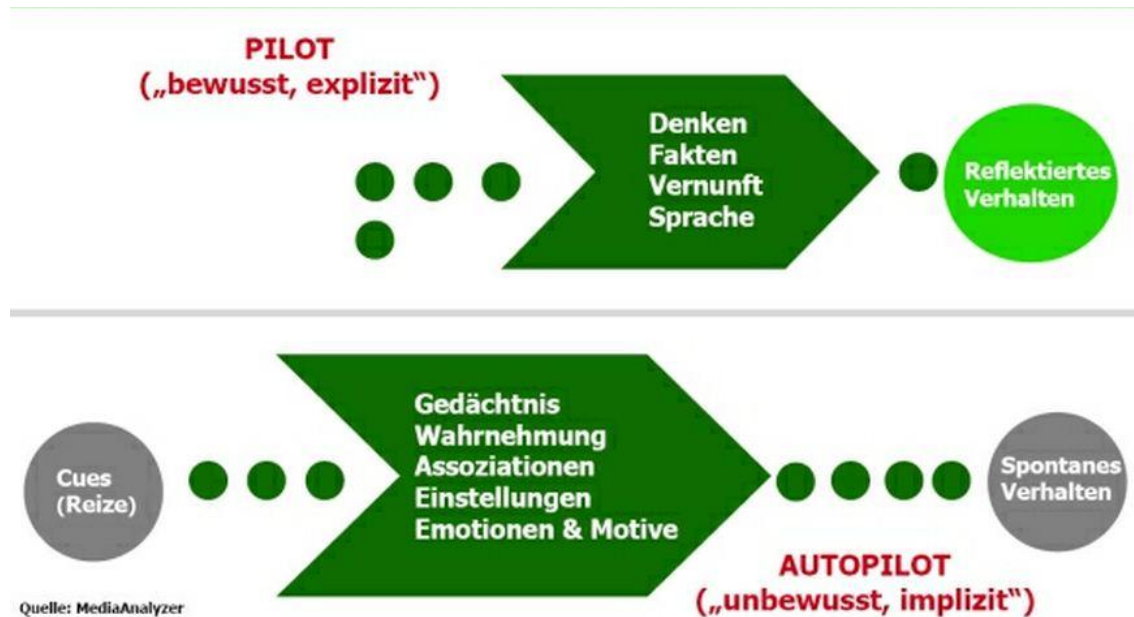 PILOT
(„bewusst, explizit“)
Denken
Fakten
Vernunft
Sprache
Reflektiertes
Verhalten
Cues
(Reize)
Gedächtnis
Wahrnehmung
Assoziationen
Einstellungen
Emotionen & Motive
Spontanes
Verhalten
AUTOPILOT
(„unbewusst, implizit“)
Quelle: MediaAnalyzer